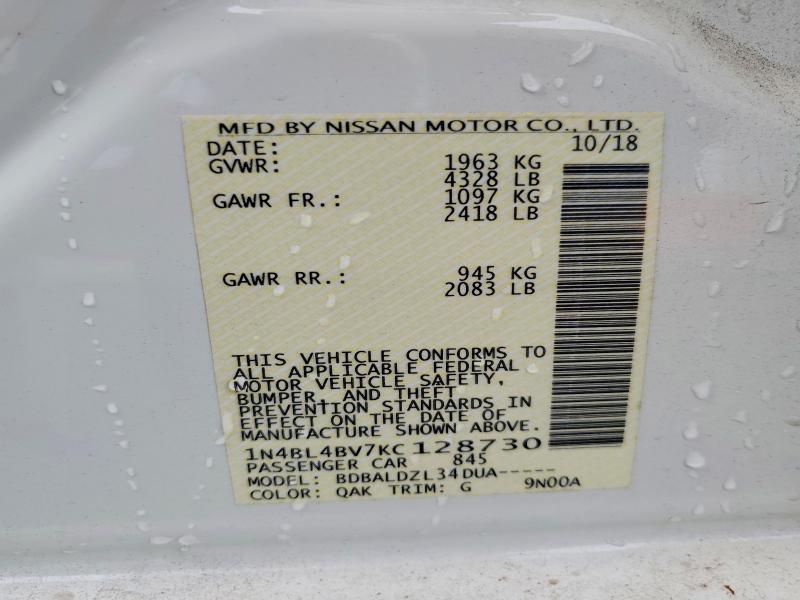 MFD BY NISSAN MOTOR CO., LTD.
DATE: 10/18
GVWR: 1963 KG
4328 LB
GAWR FR.: 1097 KG
2418 LB
GAWR RR.: 945 KG
2083 LB
THIS VEHICLE CONFORMS TO
ALL APPLICABLE FEDERAL
MOTOR VEHICLE SAFETY,
BUMPER, AND THEFT
PREVENTION STANDARDS IN
EFFECT ON THE DATE OF
MANUFACTURE SHOWN ABOVE.
1N4BL4BV7KC128730
PASSENGER CAR 845
MODEL: BDBALDZL34DUA-----
COLOR: QAK TRIM: G 9N00A